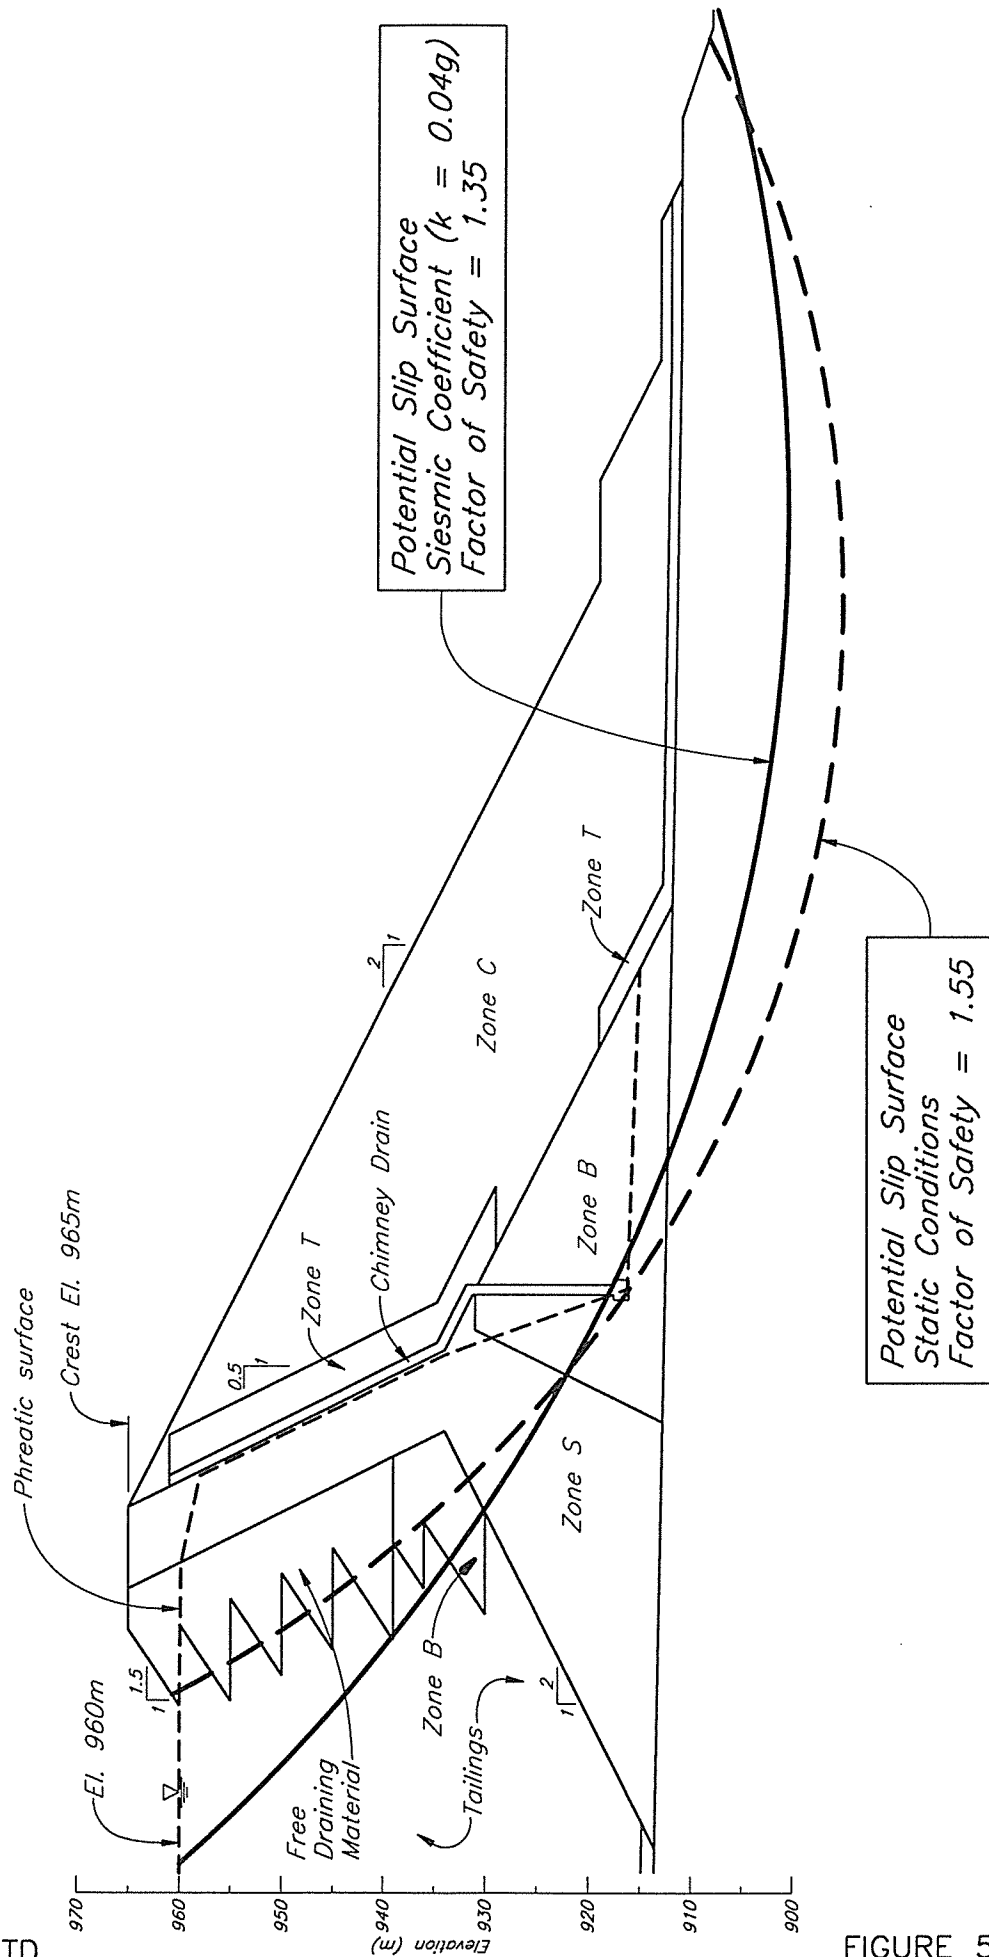 Potential Slip Surface
Siesmic Coefficient (k = 0.04g)
Factor of Safety = 1.35
Phreatic surface
Crest El. 965m
El. 960m
1.5
1
0.5
1
2
1
Zone T
Chimney Drain
Zone C
Zone T
Zone B
Zone S
Free
Draining
Material
Zone B
Tailings
2
1
970
960
950
940
930
920
910
900
Elevation (m)
Potential Slip Surface
Static Conditions
Factor of Safety = 1.55
TD
FIGURE 5